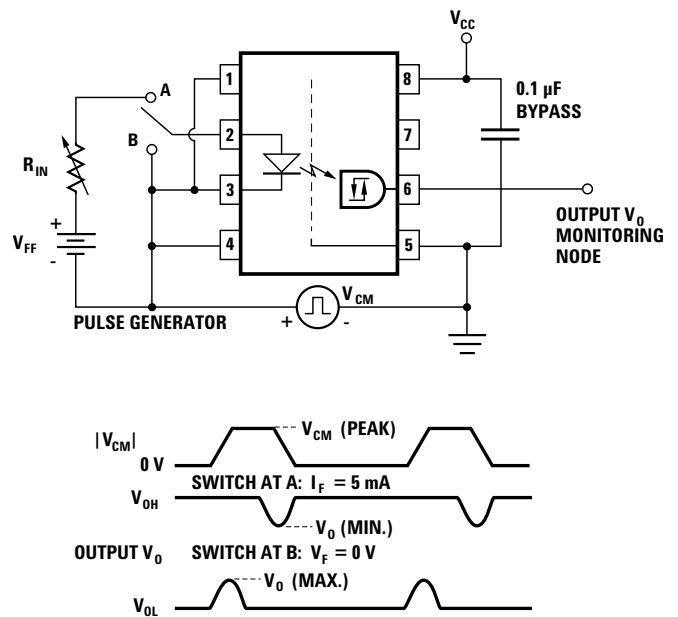 V_CC
A
B
R_IN
+
V_FF
-
1
2
3
4
8
7
6
5
0.1 µF
BYPASS
OUTPUT V_O
MONITORING
NODE
PULSE GENERATOR
+
V_CM
-
|V_CM|
V_CM (PEAK)
0 V
SWITCH AT A: I_F = 5 mA
V_OH
V_O (MIN.)
OUTPUT V_O
SWITCH AT B: V_F = 0 V
V_O (MAX.)
V_OL